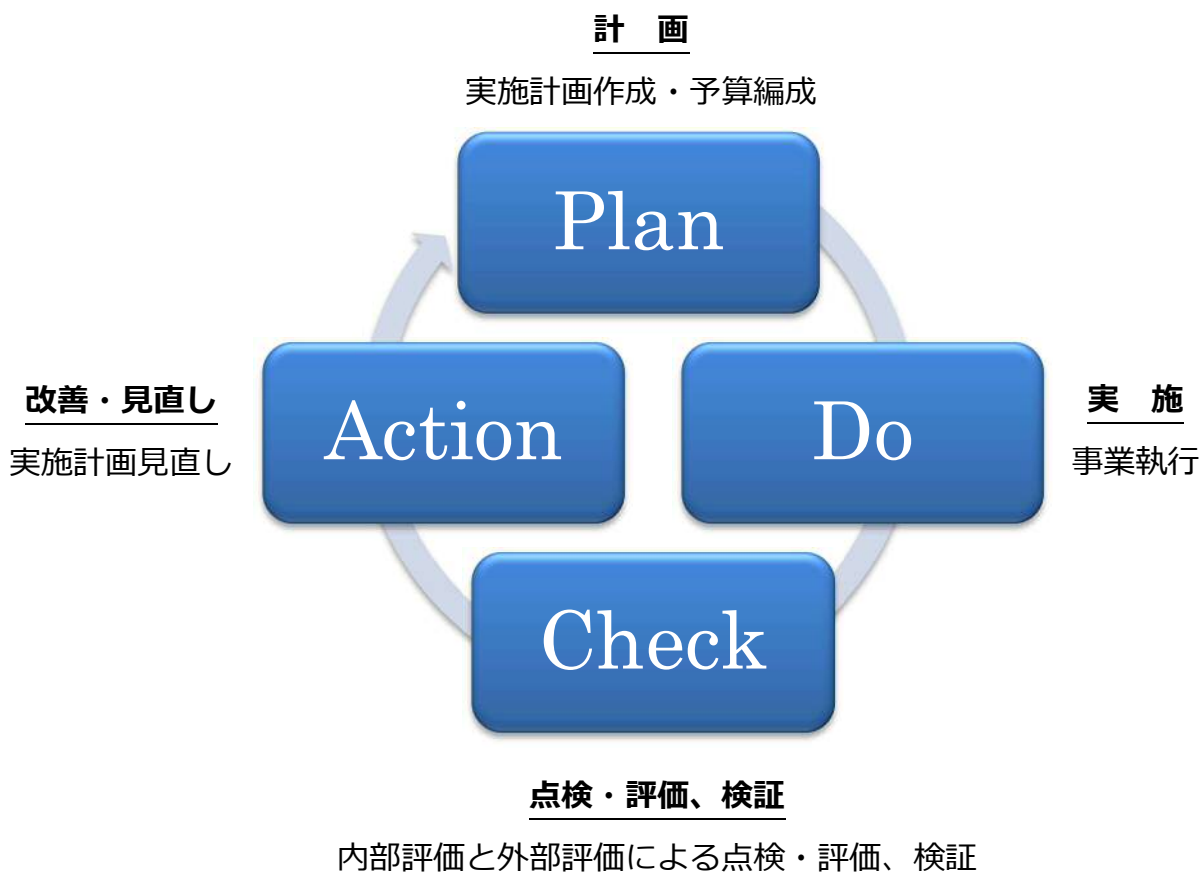 計　画
実施計画作成・予算編成
Plan
改善・見直し
実施計画見直し
Action
Do
実　施
事業執行
Check
点検・評価、検証
内部評価と外部評価による点検・評価、検証